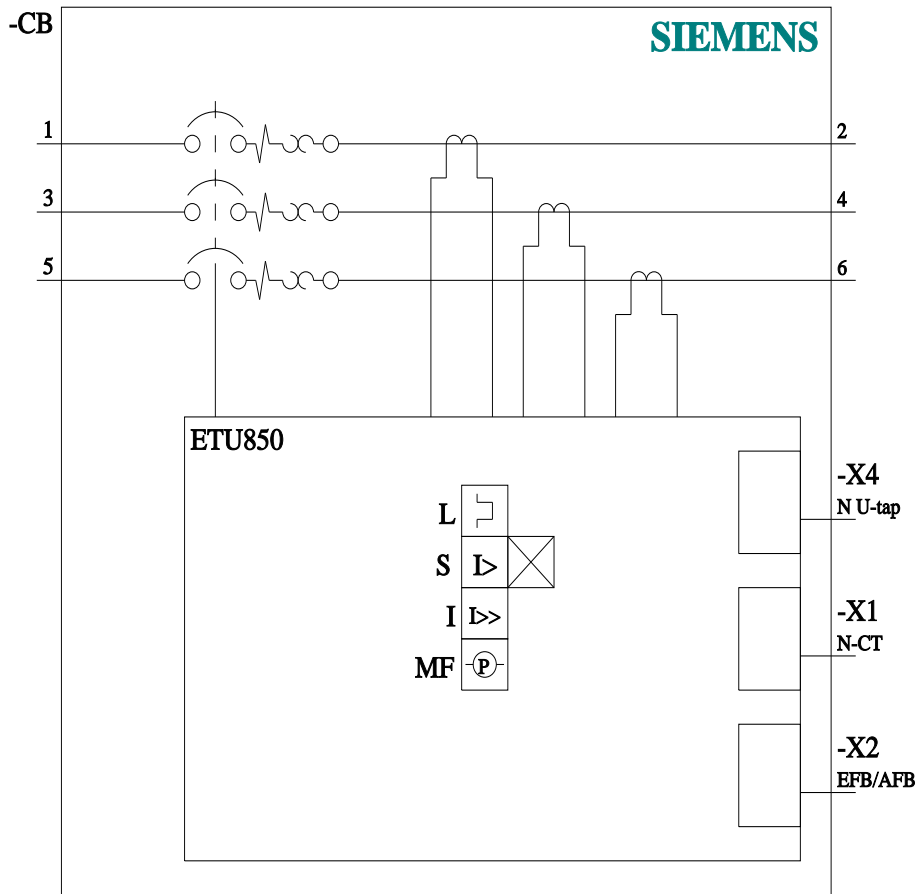 -CB
SIEMENS
1
2
3
4
5
6
ETU850
-X4
N U-tap
L
S
I>
I
I>>
-X1
N-CT
MF
P
-X2
EFB/AFB